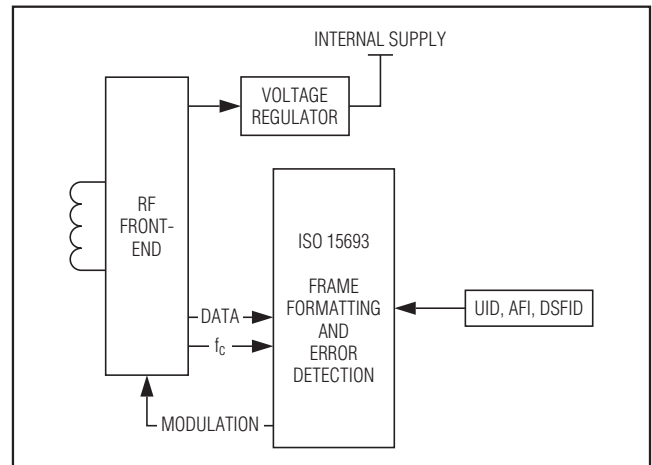 INTERNAL SUPPLY
VOLTAGE
REGULATOR
RF
FRONT-
END
ISO 15693
FRAME
FORMATTING
AND
ERROR
DETECTION
DATA
fc
MODULATION
UID, AFI, DSFID